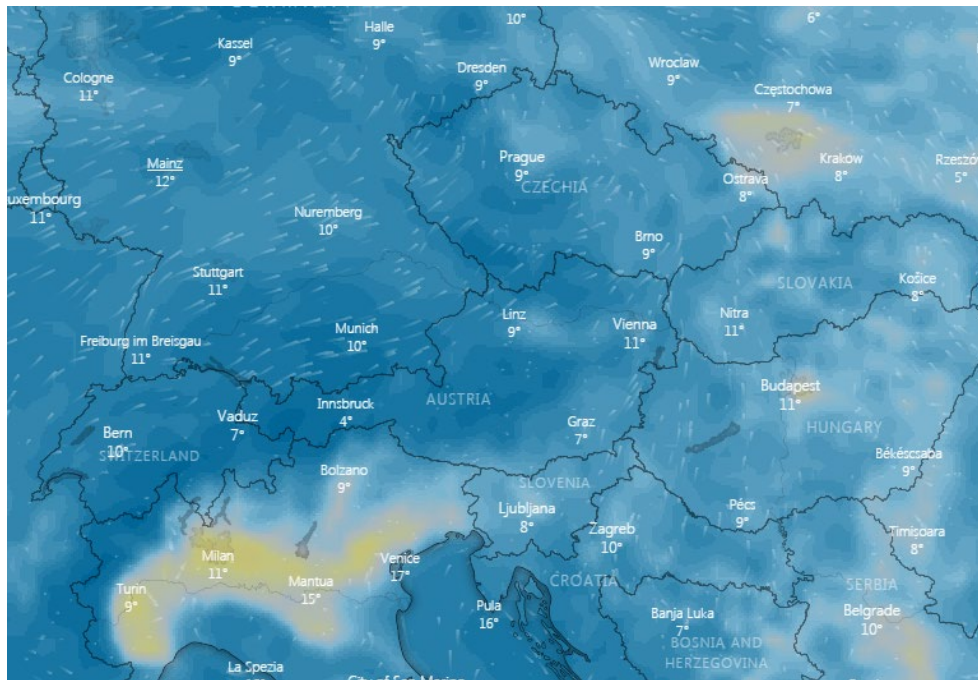 10°
6°
Halle
9°
Kassel
9°
Wroclaw
9°
Dresden
9°
Cologne
11°
Częstochowa
7°
Prague
9°
Mainz
12°
Kraków
8°
Ostrava
8°
5°
CZECHIA
11°
Nuremberg
10°
Brno
9°
Stuttgart
11°
SLOVAKIA
Košice
8°
Linz
9°
Vienna
11°
Nitra
11°
Munich
10°
Freiburg im Breisgau
11°
Budapest
11°
AUSTRIA
Innsbruck
4°
Vaduz
7°
Graz
7°
HUNGARY
Bern
10°
SWITZERLAND
Békéscsaba
9°
Bolzano
9°
SLOVENIA
Ljubljana
8°
Pécs
9°
Zagreb
10°
Timișoara
8°
Milan
11°
Venice
17°
CROATIA
Mantua
15°
Turin
9°
SERBIA
Pula
16°
Banja Luka
7°
Belgrade
10°
BOSNIA AND
HERZEGOVINA
La Spezia